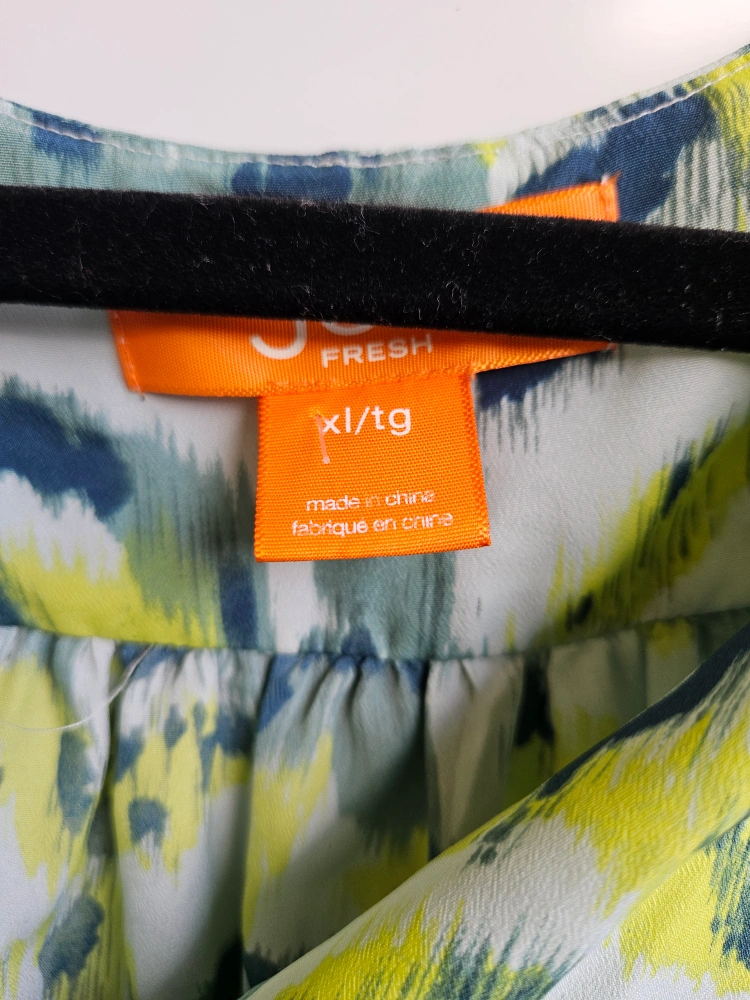 FRESH
xl/tg
made in china
fabriqué en chine